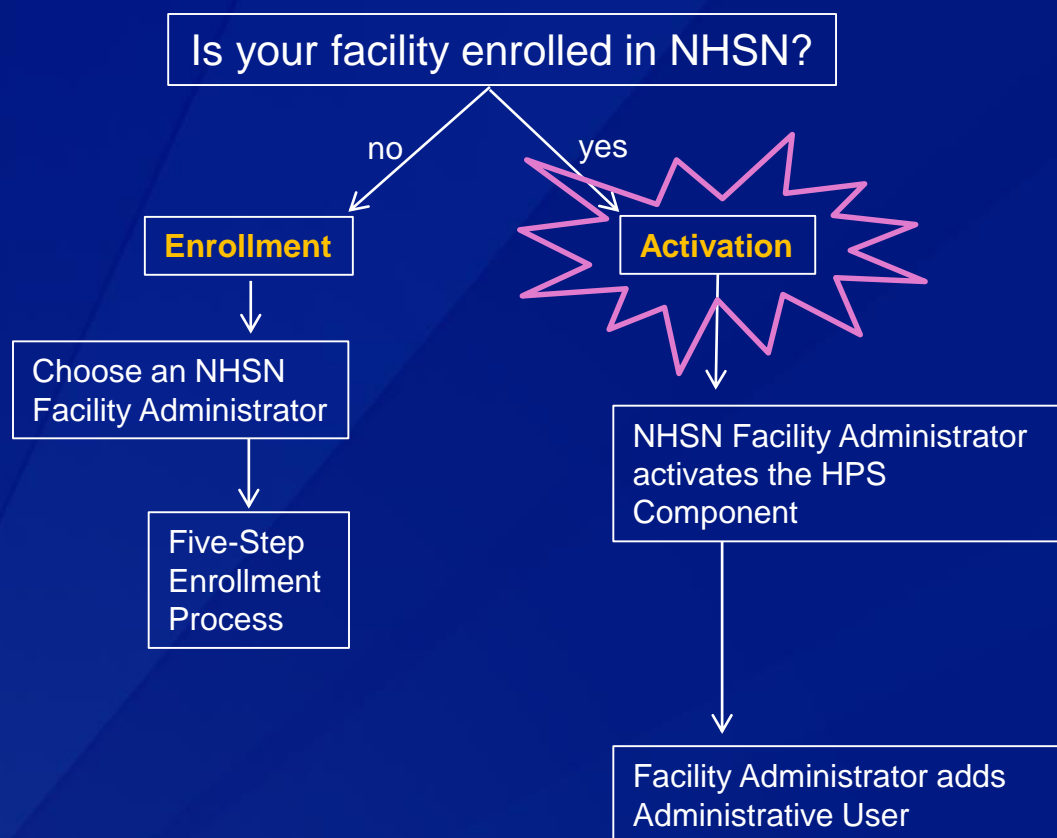 Is your facility enrolled in NHSN?
no
yes
Enrollment
Activation
Choose an NHSN
Facility Administrator
NHSN Facility Administrator
activates the HPS
Component
Five-Step
Enrollment
Process
Facility Administrator adds
Administrative User